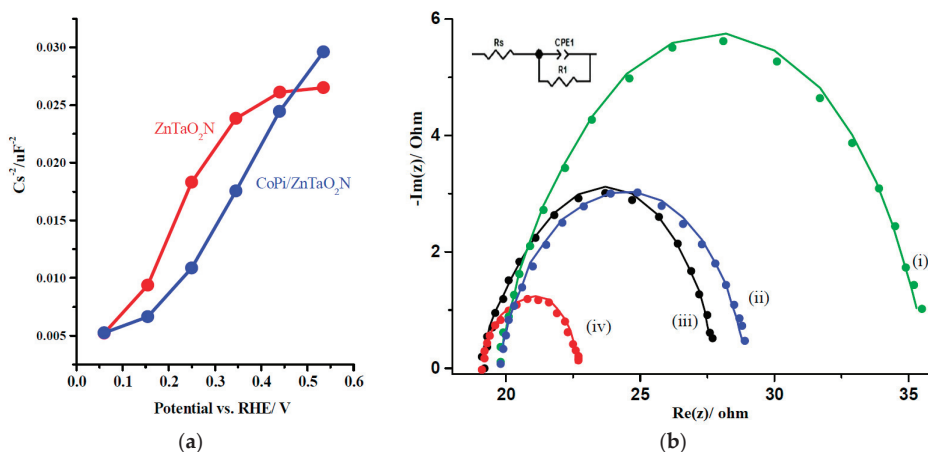 0.030
0.025
0.020
0.015
0.010
0.005
Cs⁻²/uF⁻²
ZnTaO₂N
CoPi/ZnTaO₂N
0.0 0.1 0.2 0.3 0.4 0.5 0.6
Potential vs. RHE/ V
(a)
6
4
2
0
-Im(z)/ Ohm
Rs CPE1
R1
(i)
(ii)
(iii)
(iv)
20 25 30 35
Re(z)/ ohm
(b)